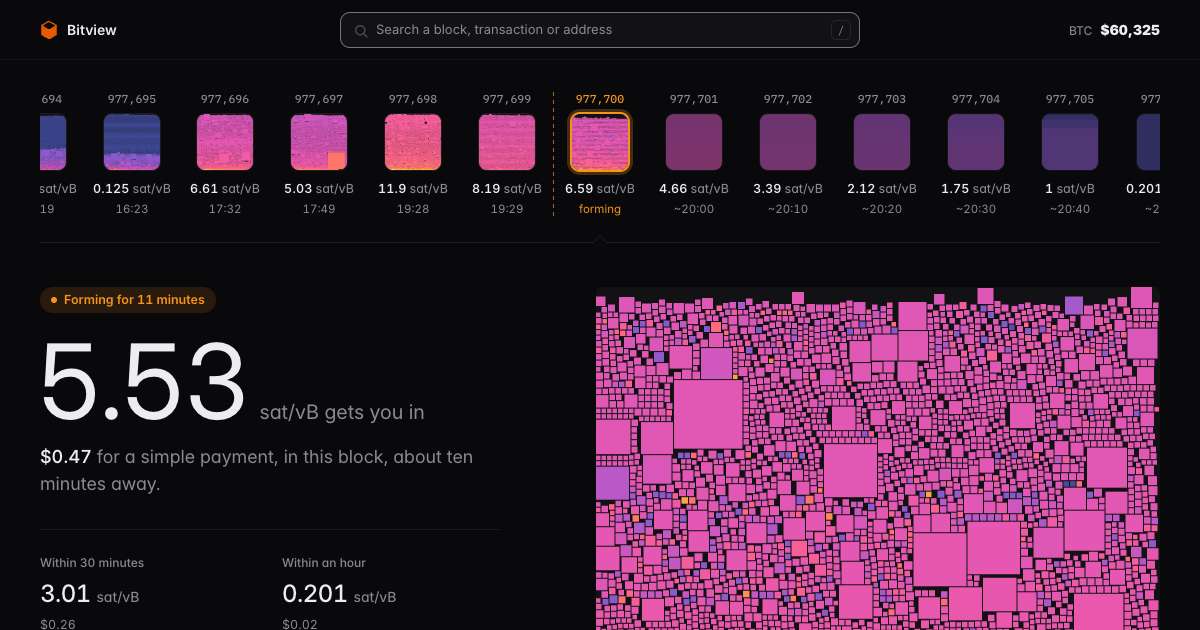 Bitview
Search a block, transaction or address
/
BTC $60,325
694 977,695 977,696 977,697 977,698 977,699 977,700 977,701 977,702 977,703 977,704 977,705 977
sat/vB 0.125 sat/vB 6.61 sat/vB 5.03 sat/vB 11.9 sat/vB 8.19 sat/vB 6.59 sat/vB 4.66 sat/vB 3.39 sat/vB 2.12 sat/vB 1.75 sat/vB 1 sat/vB 0.201
19 16:23 17:32 17:49 19:28 19:29 forming ~20:00 ~20:10 ~20:20 ~20:30 ~20:40 ~2
Forming for 11 minutes
5.53 sat/vB gets you in
$0.47 for a simple payment, in this block, about ten
minutes away.
Within 30 minutes Within an hour
3.01 sat/vB 0.201 sat/vB
$0.26 $0.02